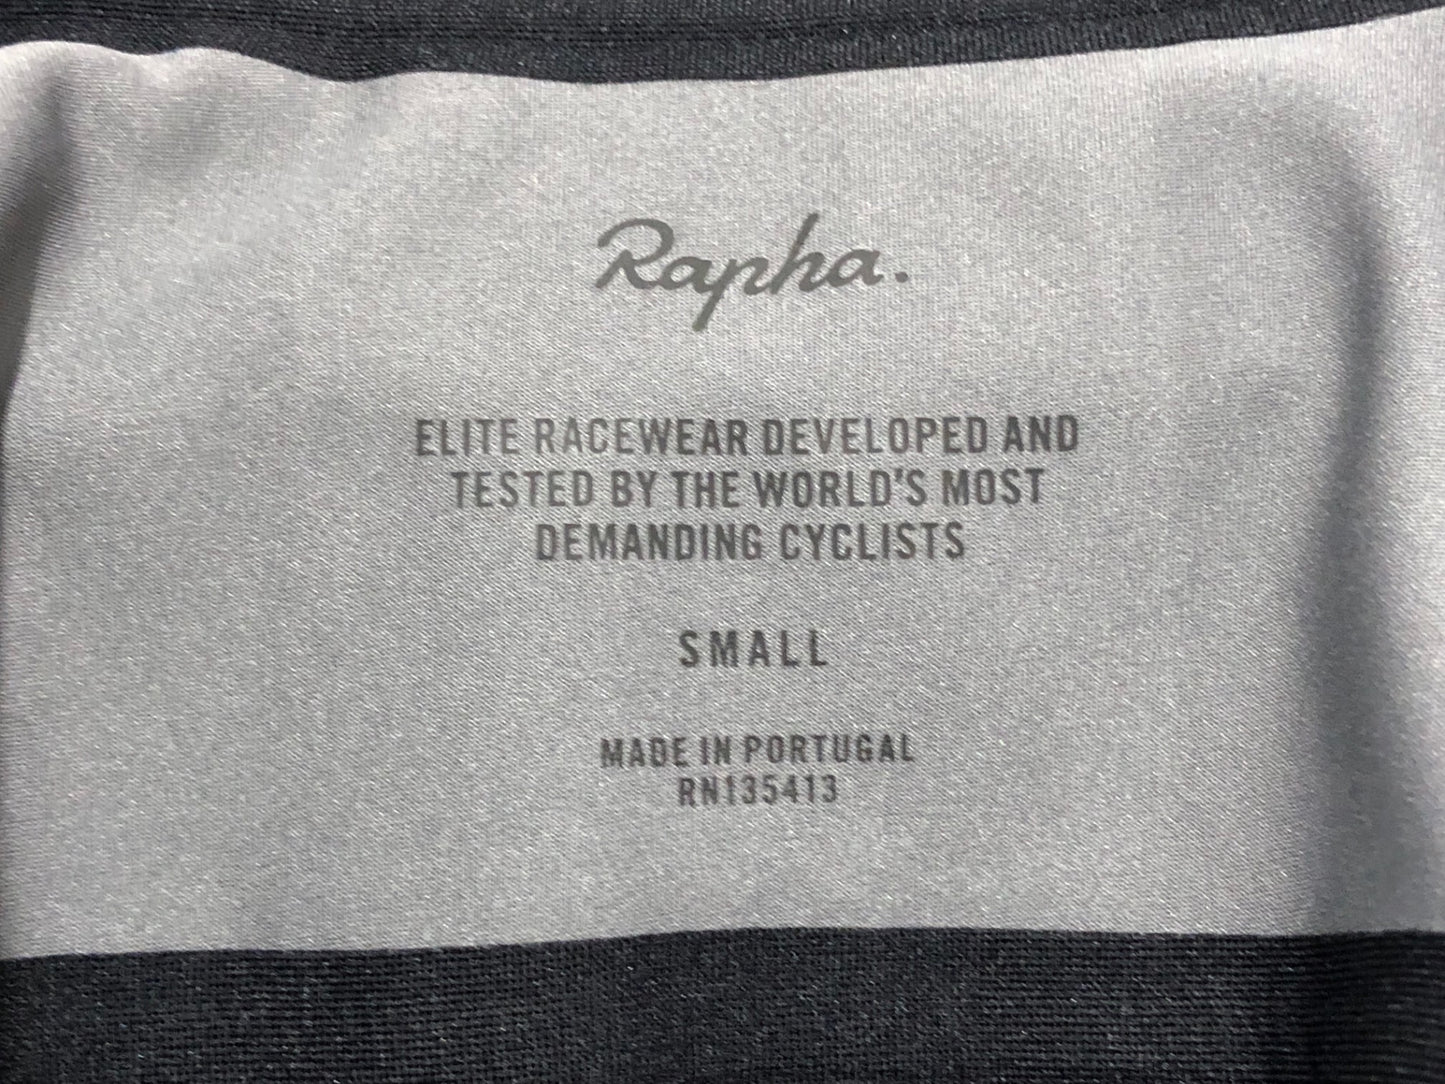 Rapha.
ELITE RACEWEAR DEVELOPED AND
TESTED BY THE WORLD'S MOST
DEMANDING CYCLISTS
SMALL
MADE IN PORTUGAL
RN135413